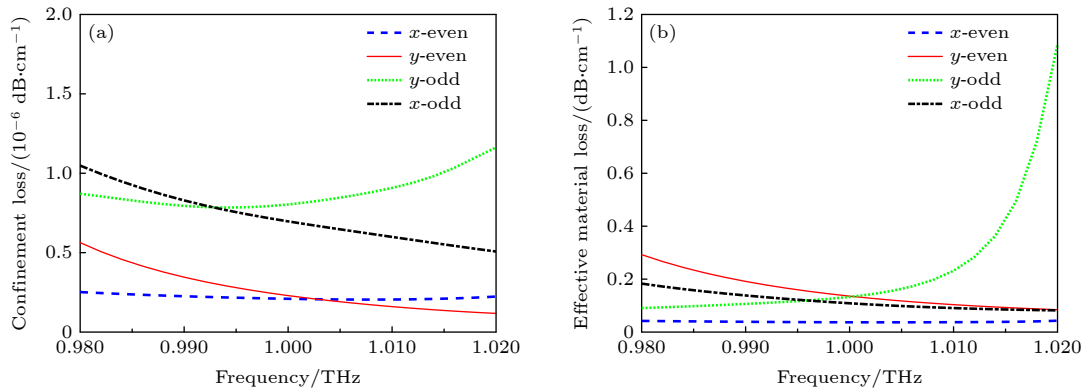 (a)
x-even
y-even
y-odd
x-odd
2.0
1.5
1.0
0.5
0
0.980
0.990
1.000
1.010
1.020
Frequency/THz
Confinement loss/(10⁻⁶ dB·cm⁻¹)
(b)
x-even
y-even
y-odd
x-odd
1.2
1.0
0.8
0.6
0.4
0.2
0
0.980
0.990
1.000
1.010
1.020
Frequency/THz
Effective material loss/(dB·cm⁻¹)